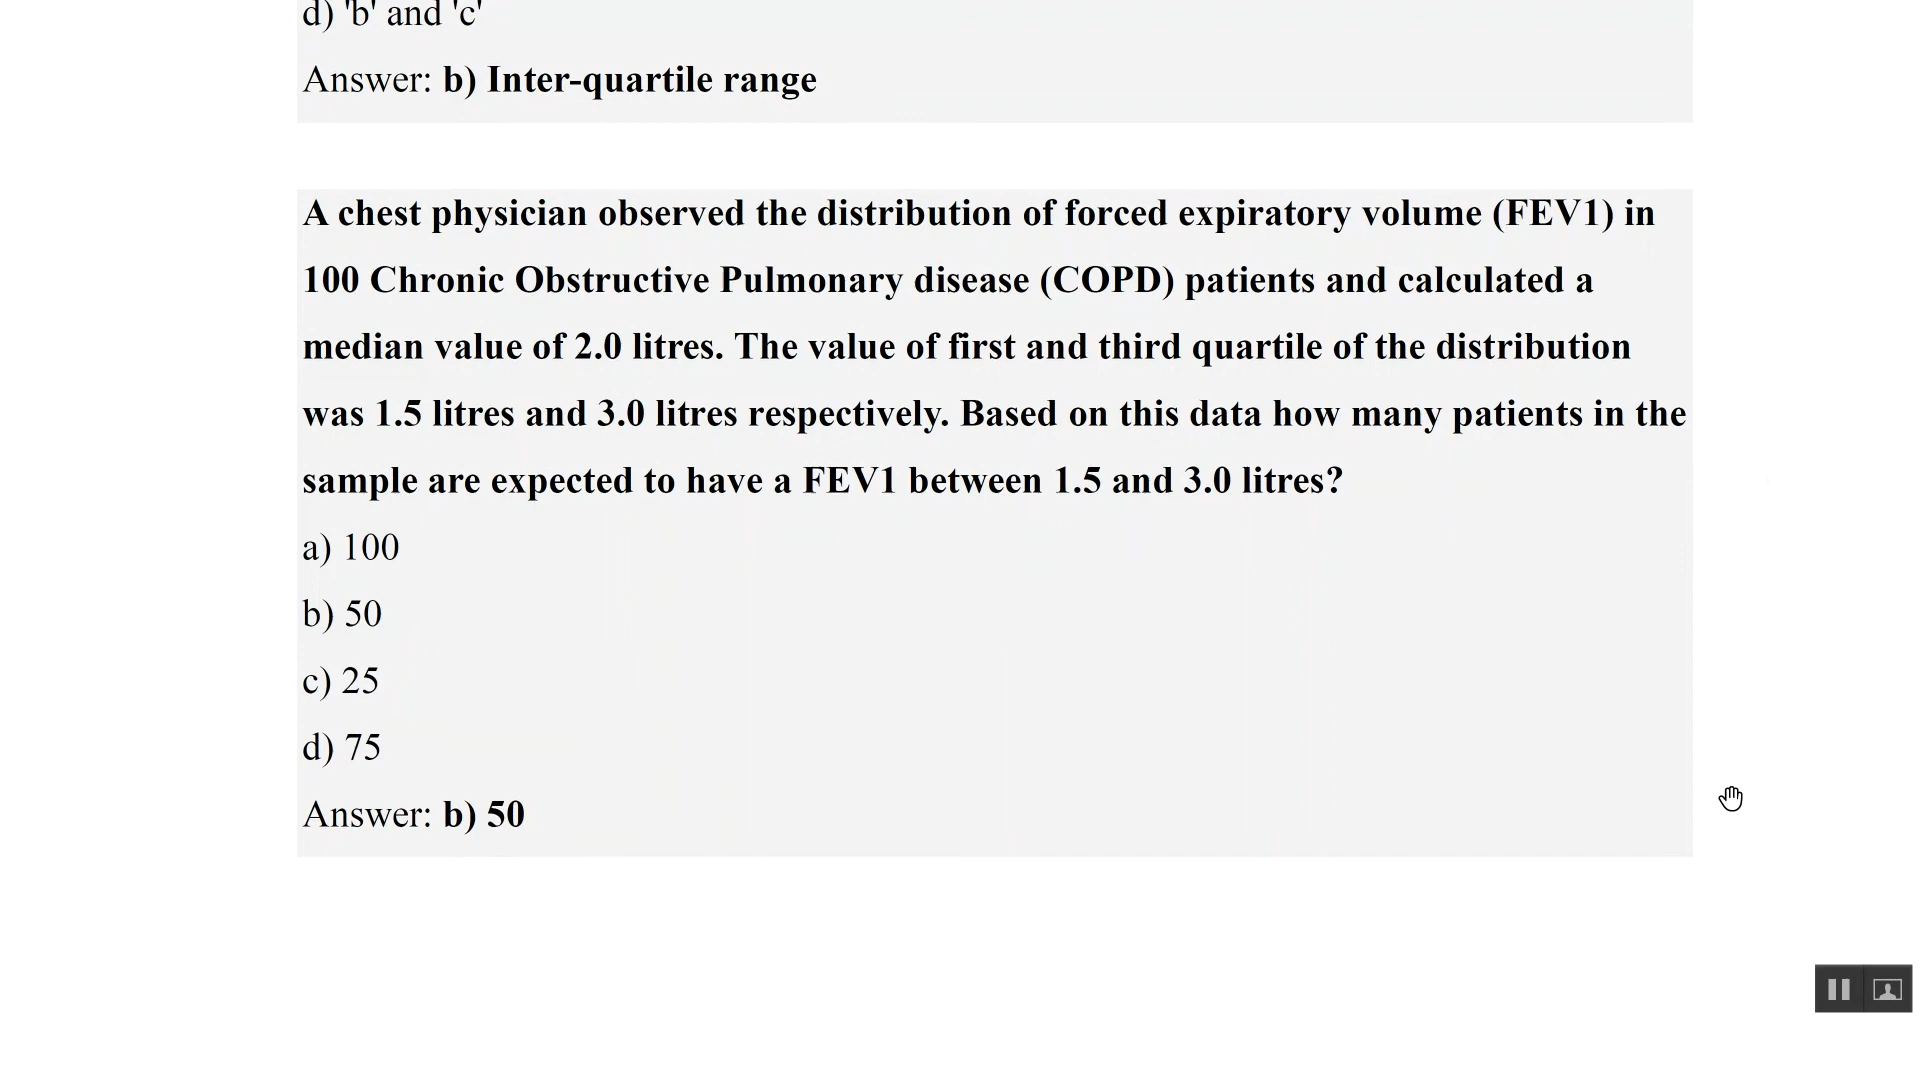 d) 'b' and 'c'
Answer: b) Inter-quartile range
A chest physician observed the distribution of forced expiratory volume (FEV1) in
100 Chronic Obstructive Pulmonary disease (COPD) patients and calculated a
median value of 2.0 litres. The value of first and third quartile of the distribution
was 1.5 litres and 3.0 litres respectively. Based on this data how many patients in the
sample are expected to have a FEV1 between 1.5 and 3.0 litres?
a) 100
b) 50
c) 25
d) 75
Answer: b) 50